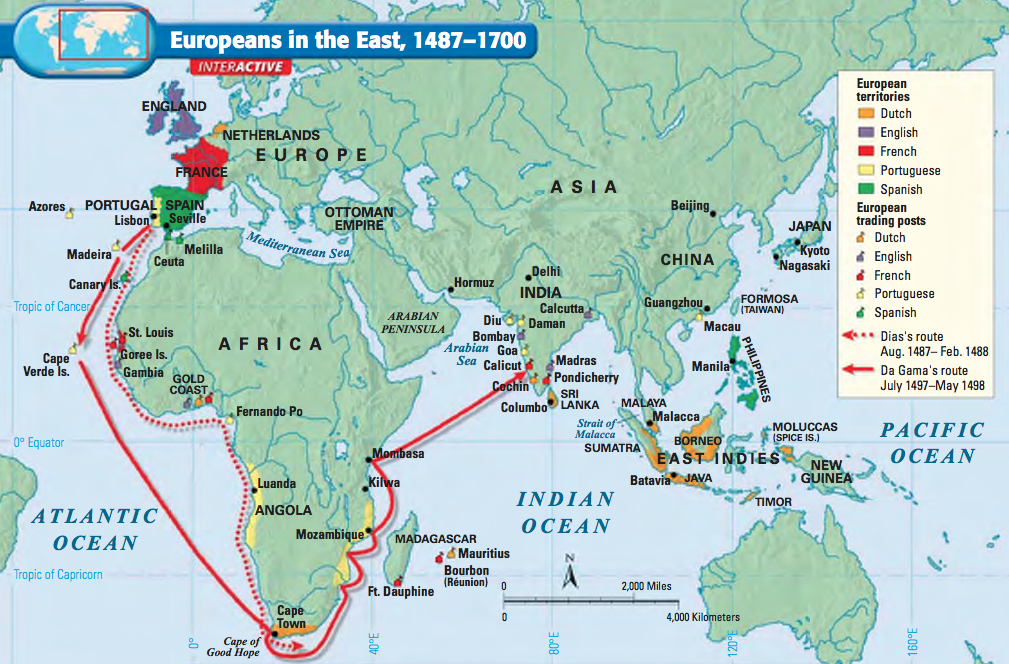 Europeans in the East, 1487–1700
INTERACTIVE
European
territories
Dutch
English
French
Portuguese
Spanish
European
trading posts
Dutch
English
French
Portuguese
Spanish
Dias's route
Aug. 1487– Feb. 1488
Da Gama's route
July 1497–May 1498
ENGLAND
NETHERLANDS
EUROPE
FRANCE
ASIA
Azores
PORTUGAL
SPAIN
Lisbon
Seville
OTTOMAN
EMPIRE
Beijing
JAPAN
Kyoto
Nagasaki
Madeira
Mediterranean Sea
Melilla
Ceuta
CHINA
Canary Is.
Hormuz
Delhi
INDIA
Tropic of Cancer
Guangzhou
FORMOSA
(TAIWAN)
Calcutta
ARABIAN
PENINSULA
Diu
Daman
Macau
Bombay
St. Louis
AFRICA
Arabian
Sea
Goa
Goree Is.
Cape
Verde Is.
Gambia
Calicut
Madras
Pondicherry
Manila
PHILIPPINES
GOLD
COAST
Cochin
SRI
LANKA
Columbo
MALAYA
Malacca
Fernando Po
Strait of
Malacca
MOLUCCAS
(SPICE IS.)
PACIFIC
OCEAN
0° Equator
SUMATRA
BORNEO
Mombasa
EAST INDIES
NEW
GUINEA
Luanda
Kilwa
Batavia
JAVA
ANGOLA
INDIAN
OCEAN
TIMOR
ATLANTIC
OCEAN
Mozambique
MADAGASCAR
Mauritius
Bourbon
(Réunion)
Tropic of Capricorn
Ft. Dauphine
N
0
2,000 Miles
0
4,000 Kilometers
Cape
Town
Cape of
Good Hope
0°
40°E
80°E
120°E
160°E